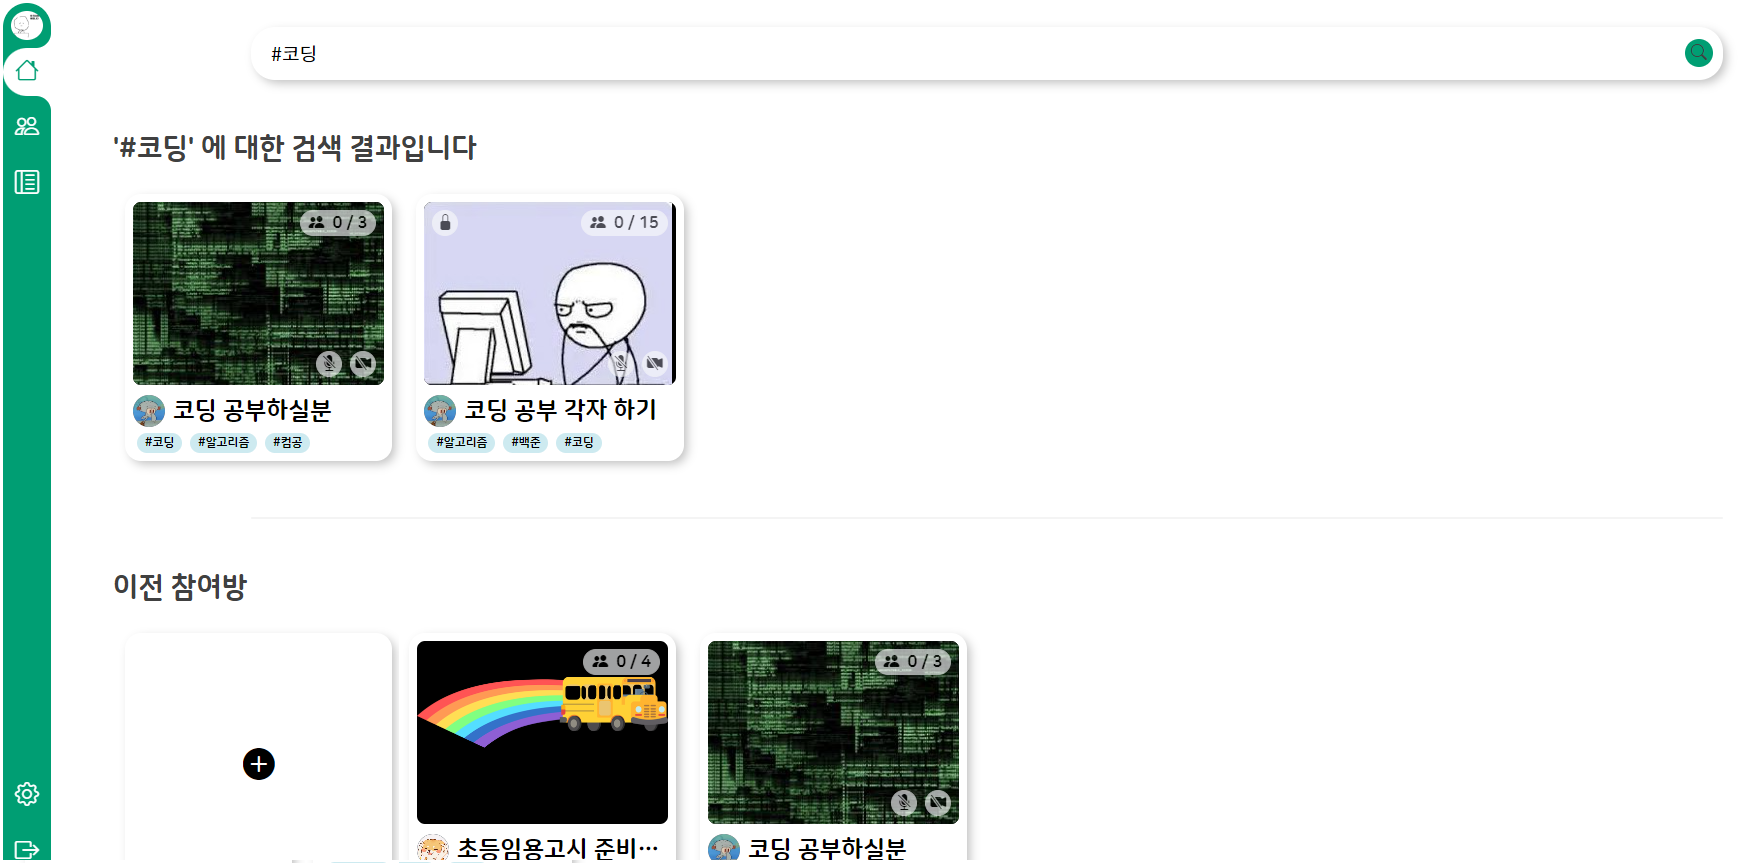 #코딩
'#코딩' 에 대한 검색 결과입니다
0 / 3
0 / 15
코딩 공부하실분
코딩 공부 각자 하기
#코딩 #알고리즘 #컴공
#알고리즘 #백준 #코딩
이전 참여방
0 / 4
0 / 3
초등임용고시 준비...
코딩 공부하실분